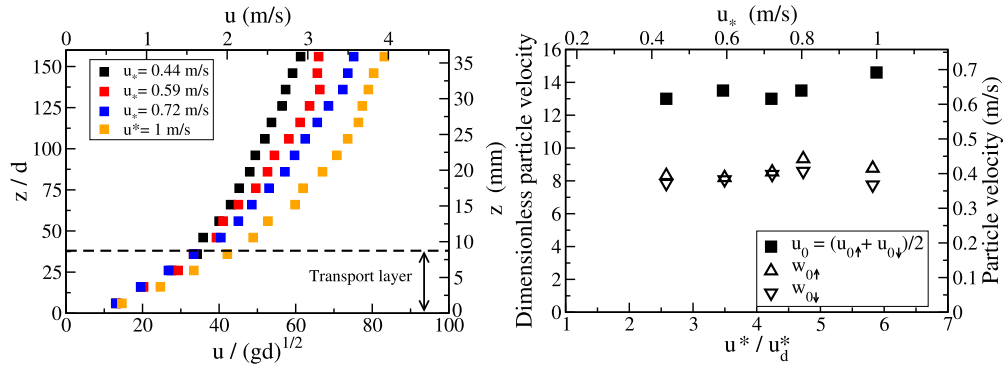 u (m/s)
0 1 2 3 4
150
125
100
75
50
25
0
z / d
u* = 0.44 m/s
u* = 0.59 m/s
u* = 0.72 m/s
u* = 1 m/s
Transport layer
40
35
30
25
20
15
10
5
0
z (mm)
0 20 40 60 80 100
u / (gd)^1/2
u* (m/s)
0.2 0.4 0.6 0.8 1
16
14
12
10
8
6
4
2
0
Dimensionless particle velocity
u0 = (u0↑ + u0↓)/2
w0↑
w0↓
0.7
0.6
0.5
0.4
0.3
0.2
0.1
0
Particle velocity (m/s)
1 2 3 4 5 6 7
u* / u*d